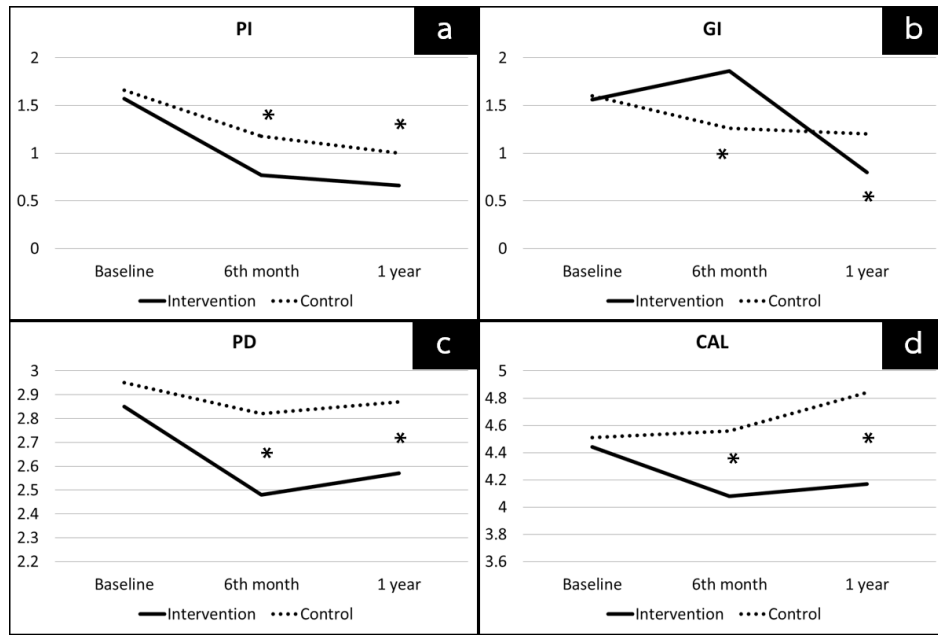 PI
a
2
1.5
1
0.5
0
*
*
Baseline 6th month 1 year
Intervention Control
GI
b
2
1.5
1
0.5
0
*
*
Baseline 6th month 1 year
Intervention Control
PD
c
3
2.9
2.8
2.7
2.6
2.5
2.4
2.3
2.2
*
*
Baseline 6th month 1 year
Intervention Control
CAL
d
5
4.8
4.6
4.4
4.2
4
3.8
3.6
*
*
Baseline 6th month 1 year
Intervention Control